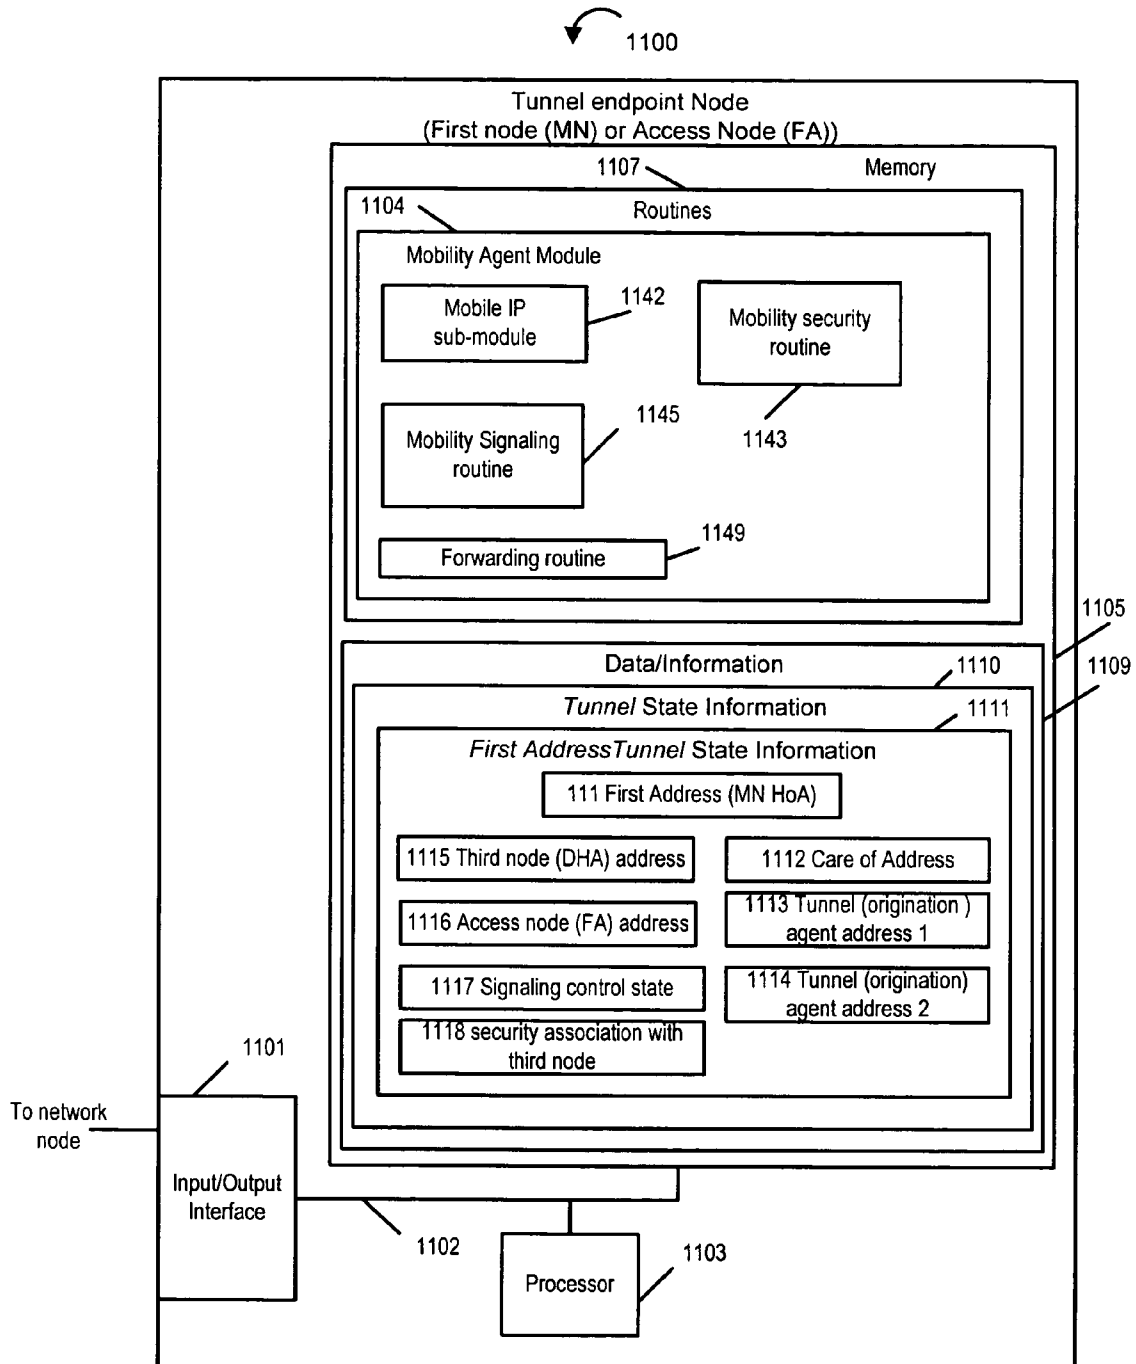 1100
Tunnel endpoint Node
(First node (MN) or Access Node (FA))
1107
Memory
1104
Routines
Mobility Agent Module
Mobile IP
sub-module
1142
Mobility security
routine
1143
Mobility Signaling
routine
1145
Forwarding routine
1149
1105
1109
Data/Information
1110
Tunnel State Information
1111
First AddressTunnel State Information
111 First Address (MN HoA)
1115 Third node (DHA) address
1112 Care of Address
1116 Access node (FA) address
1113 Tunnel (origination )
agent address 1
1117 Signaling control state
1114 Tunnel (origination)
agent address 2
1118 security association with
third node
1101
To network
node
Input/Output
Interface
1102
1103
Processor